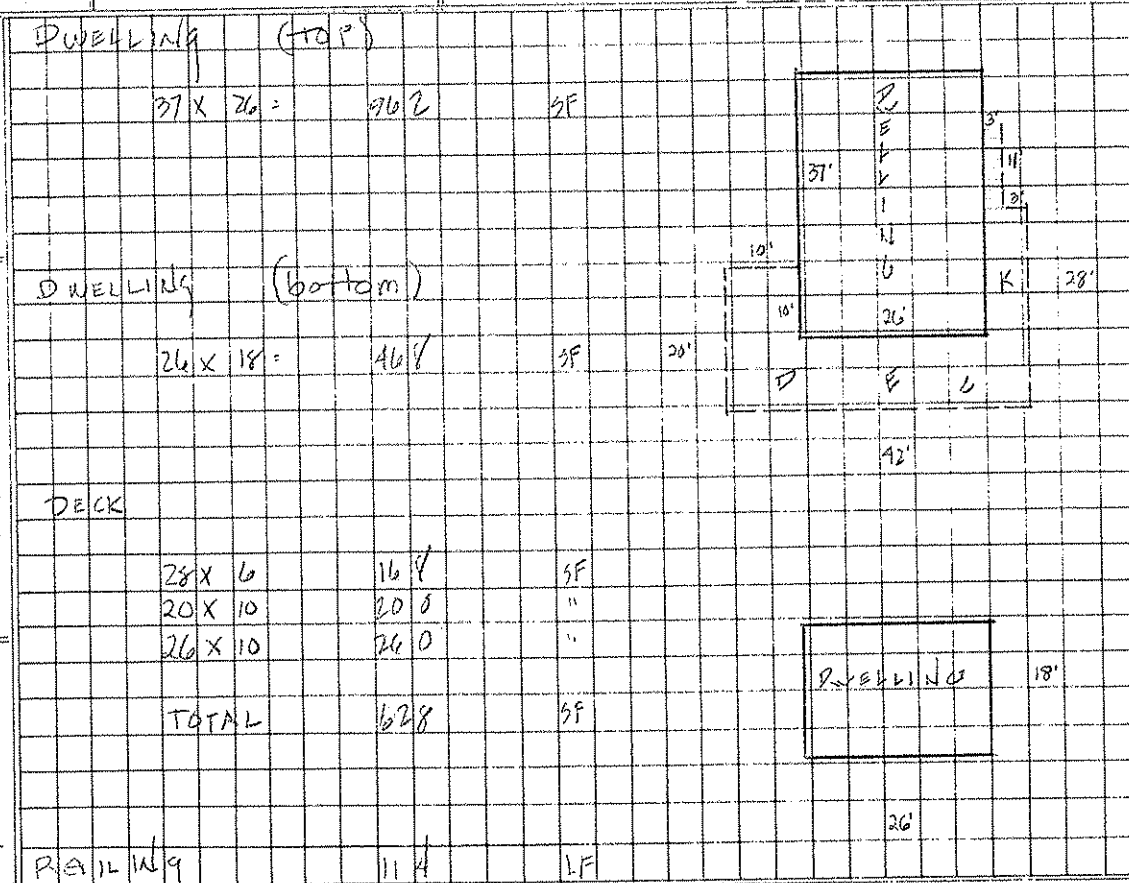 DWELLING (TOP)
37 X 26 = 962 SF
DWELLING (bottom)
26 X 18 = 468 SF
DECK
28 X 6 168 SF
20 X 10 200 "
26 X 10 260 "
TOTAL 628 SF
RAILING 114 LF
DWELLING
37'
26'
3'
11'
3'
10'
10'
20'
28'
DECK
42'
DWELLING
18'
26'